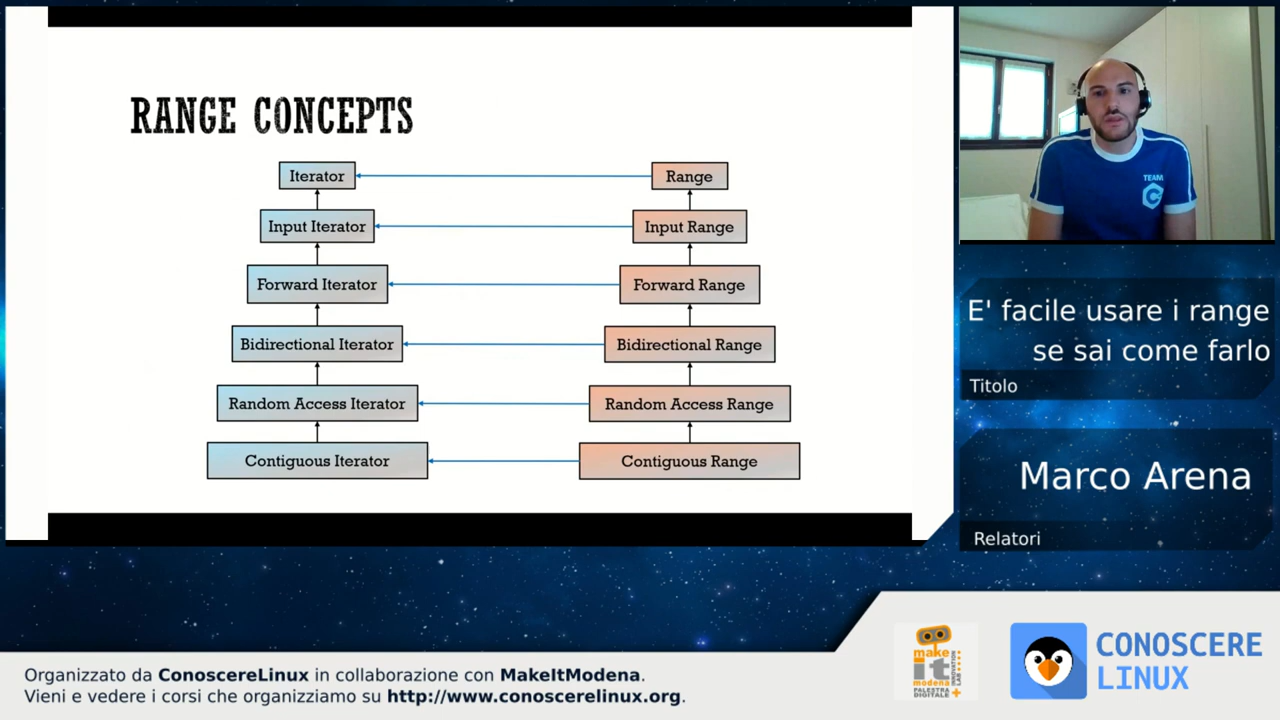 RANGE CONCEPTS
Iterator
Range
Input Iterator
Input Range
Forward Iterator
Forward Range
Bidirectional Iterator
Bidirectional Range
Random Access Iterator
Random Access Range
Contiguous Iterator
Contiguous Range
TEAM
E' facile usare i range
se sai come farlo
Titolo
Marco Arena
Relatori
make
it
modena
PALESTRA
DIGITALE
INNOVATION
LAB
CONOSCERE
LINUX
Organizzato da ConoscereLinux in collaborazione con MakeItModena.
Vieni e vedere i corsi che organizziamo su http://www.conoscerelinux.org.